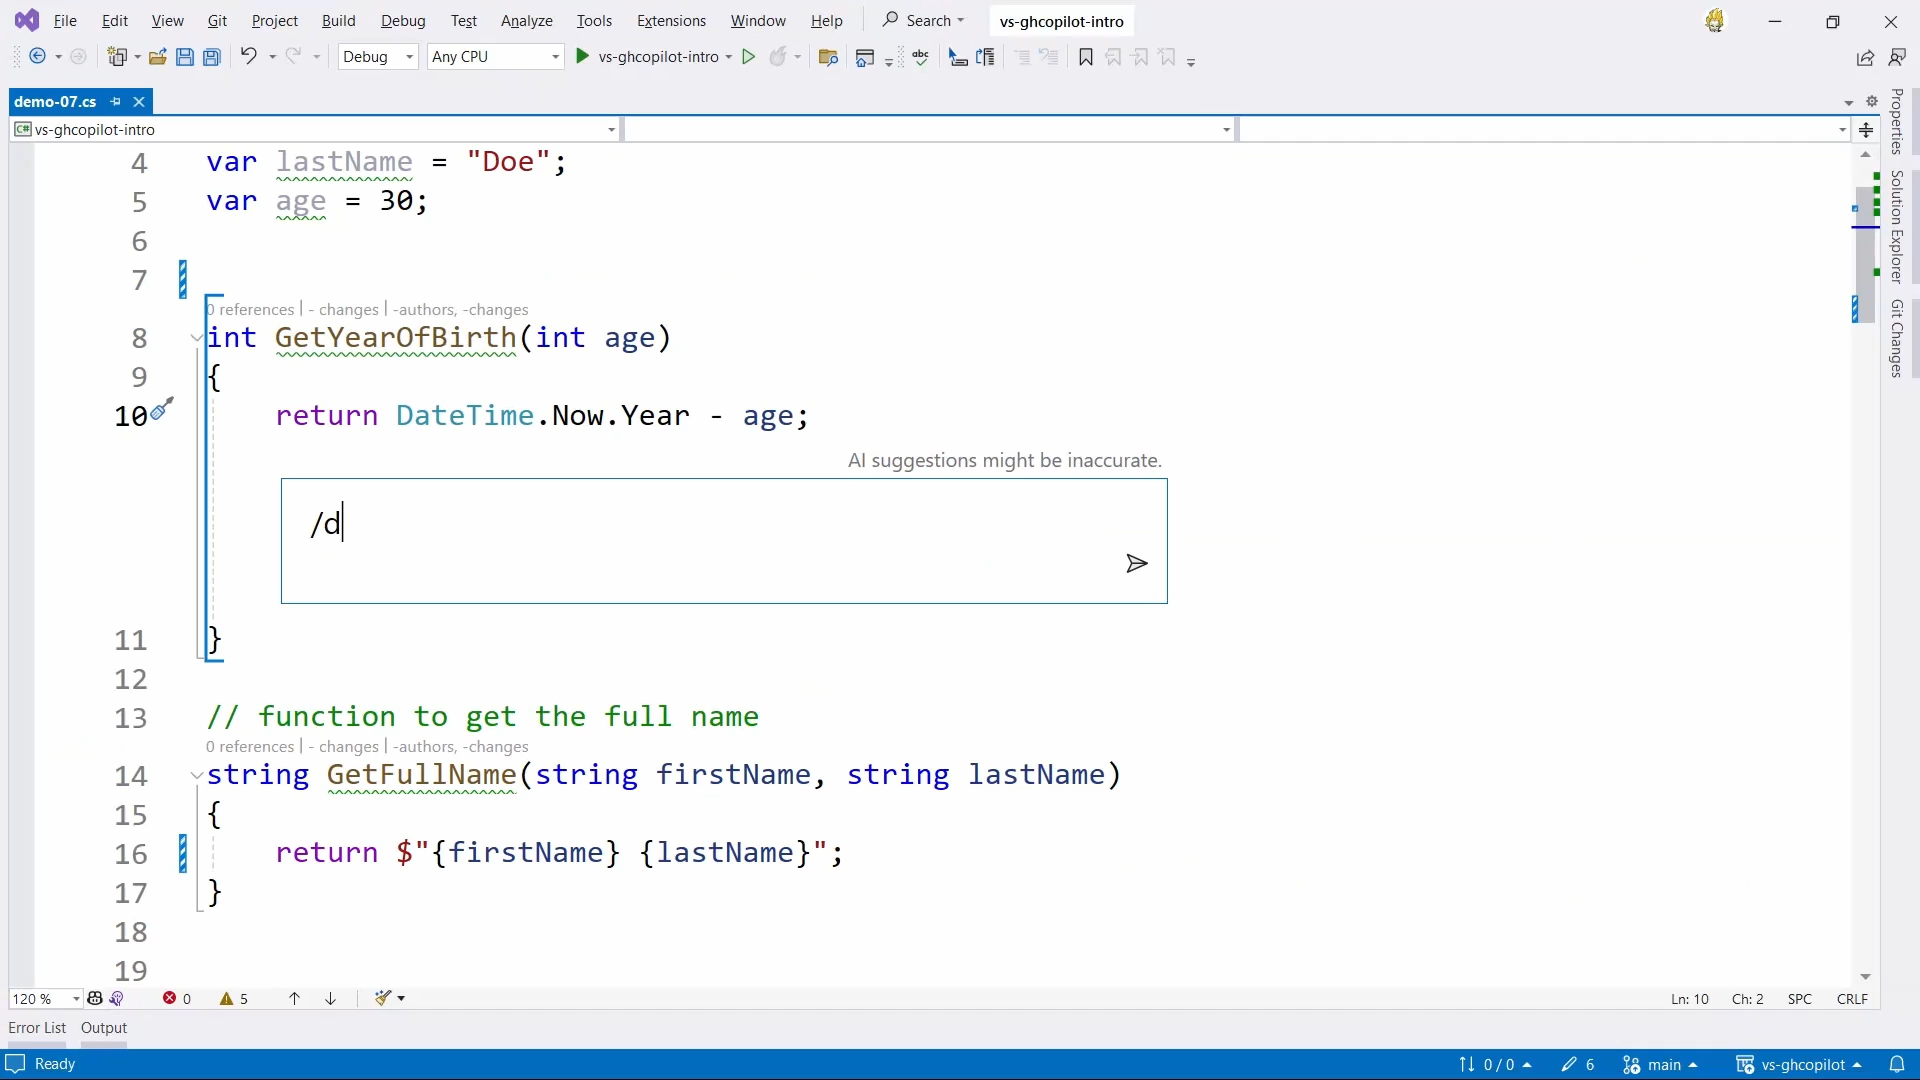 File Edit View Git Project Build Debug Test Analyze Tools Extensions Window Help Search vs-ghcopilot-intro
Debug Any CPU vs-ghcopilot-intro abc
demo-07.cs
C# vs-ghcopilot-intro
4 var lastName = "Doe";
5 var age = 30;
6
7
0 references | - changes | -authors, -changes
8 int GetYearOfBirth(int age)
9 {
10 return DateTime.Now.Year - age;
AI suggestions might be inaccurate.
/d
11 }
12
13 // function to get the full name
0 references | - changes | -authors, -changes
14 string GetFullName(string firstName, string lastName)
15 {
16 return $"{firstName} {lastName}";
17 }
18
19
120 % 0 5 Ln: 10 Ch: 2 SPC CRLF
Error List Output
Ready 0 / 0 6 main vs-ghcopilot
Properties
Solution Explorer
Git Changes